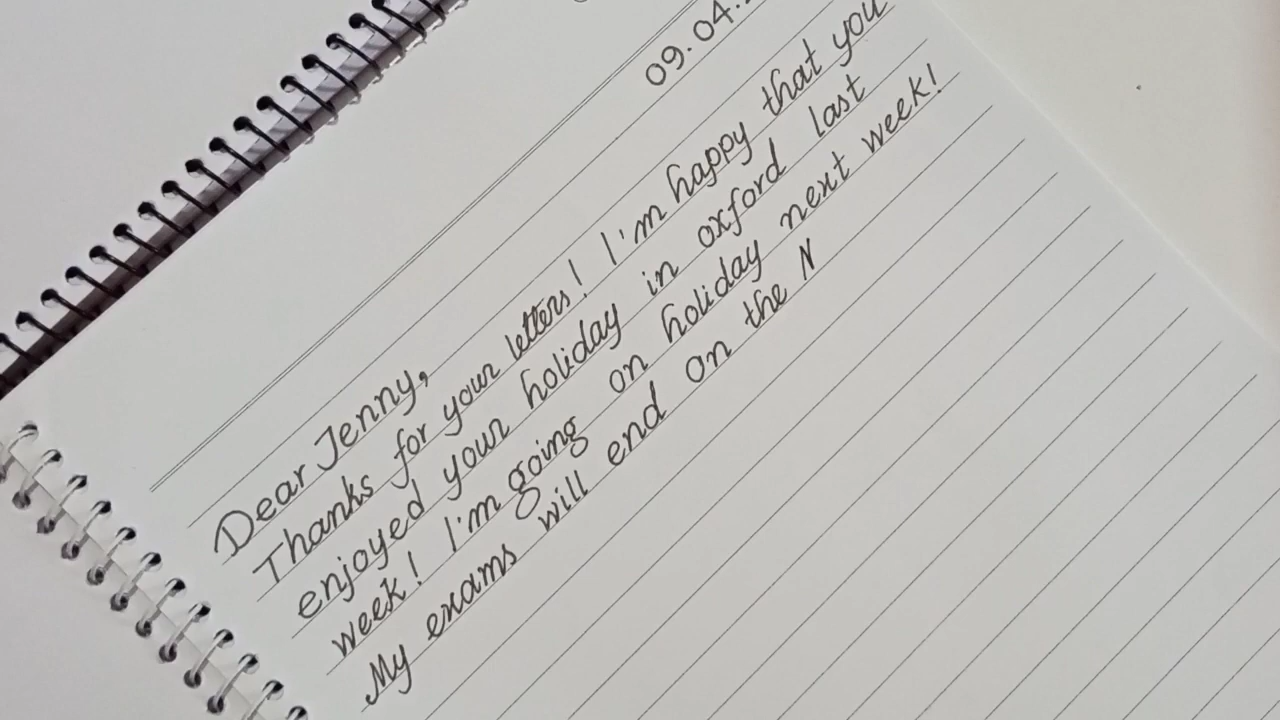 09.04.
Dear Jenny,
Thanks for your letters! I'm happy that you
enjoyed your holiday in oxford last
week! I'm going on holiday next week!
My exams will end on the N